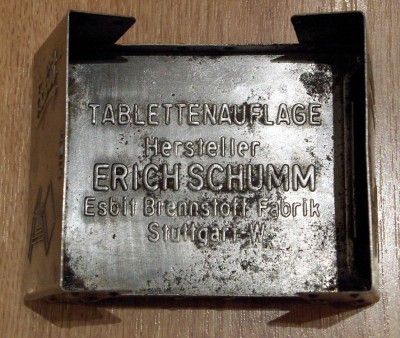 TABLETTENAUFLAGE
Hersteller
ERICH SCHUMM
Esbit Brennstoff Fabrik
Stuttgart-W.